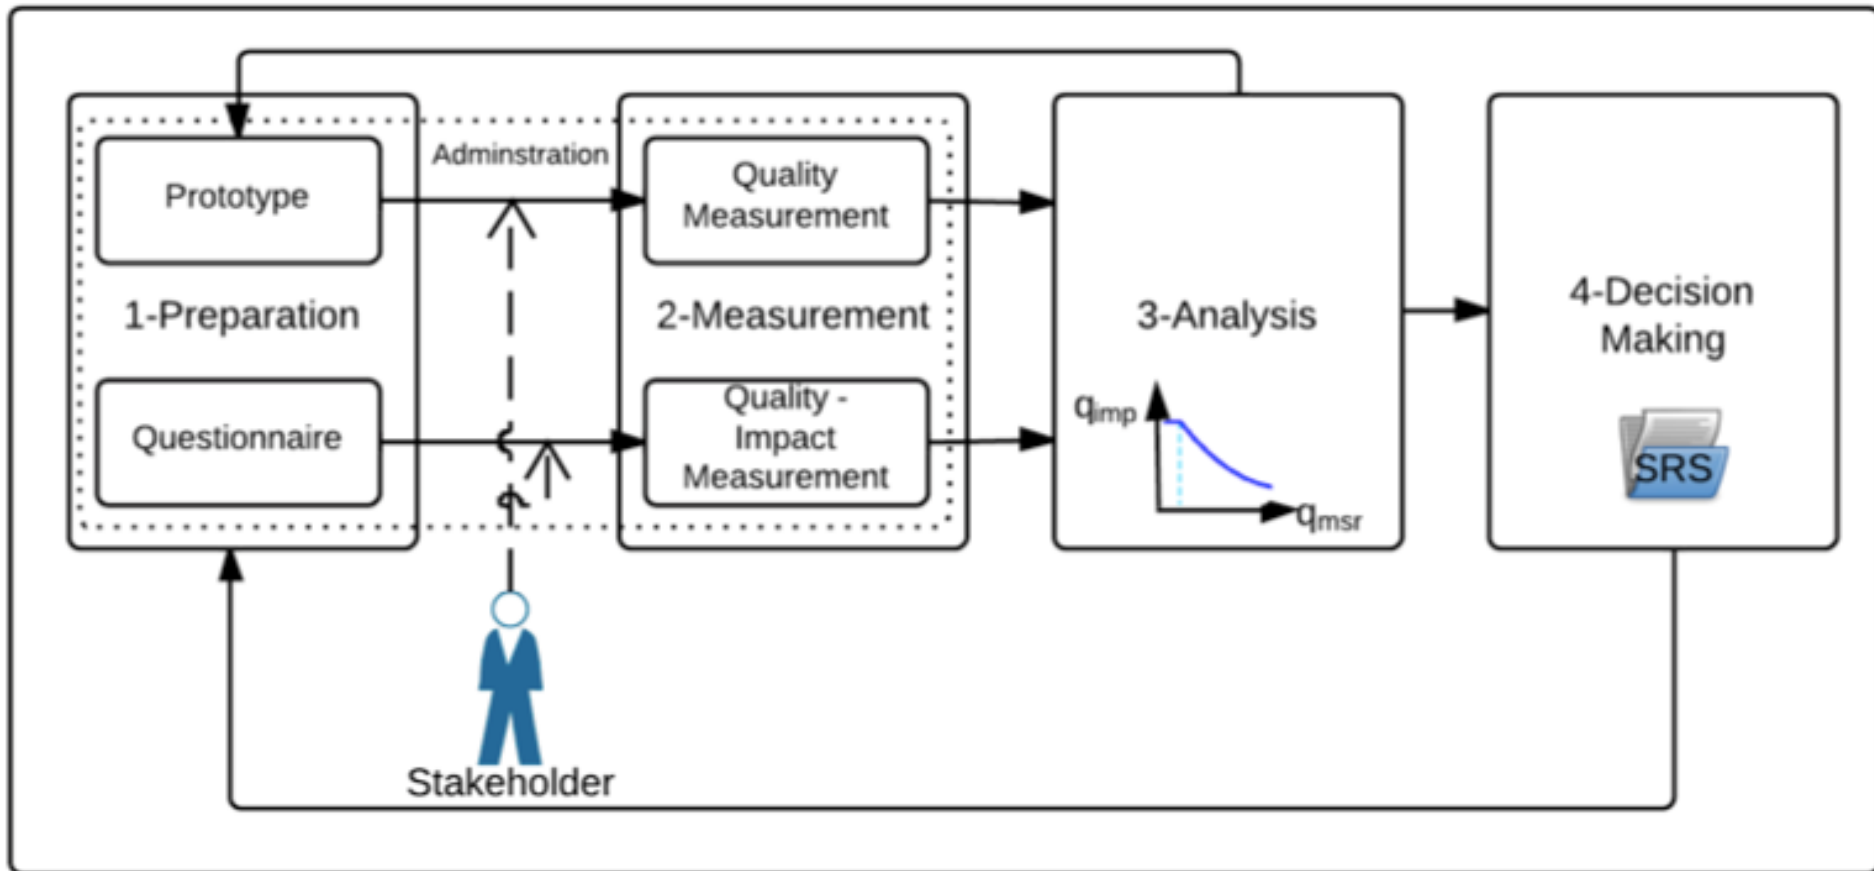 Adminstration
Prototype
Quality
Measurement
1-Preparation
2-Measurement
Questionnaire
Quality -
Impact
Measurement
3-Analysis
qimp
qmsr
4-Decision
Making
SRS
Stakeholder